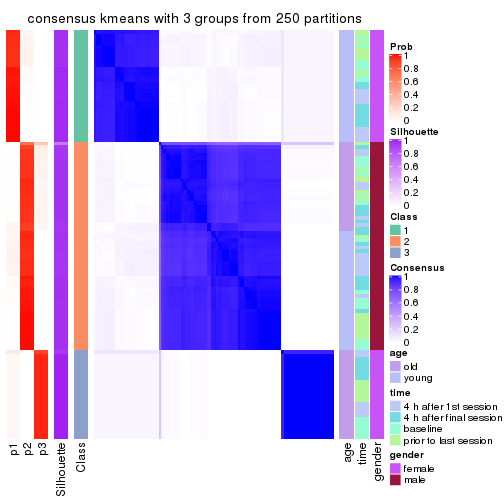 consensus kmeans with 3 groups from 250 partitions
Prob
1
0.8
0.6
0.4
0.2
0
Silhouette
1
0.8
0.6
0.4
0.2
0
Class
1
2
3
Consensus
1
0.8
0.6
0.4
0.2
0
age
old
young
time
4 h after 1st session
4 h after final session
baseline
prior to last session
gender
female
male
p1
p2
p3
Silhouette
Class
age
time
gender